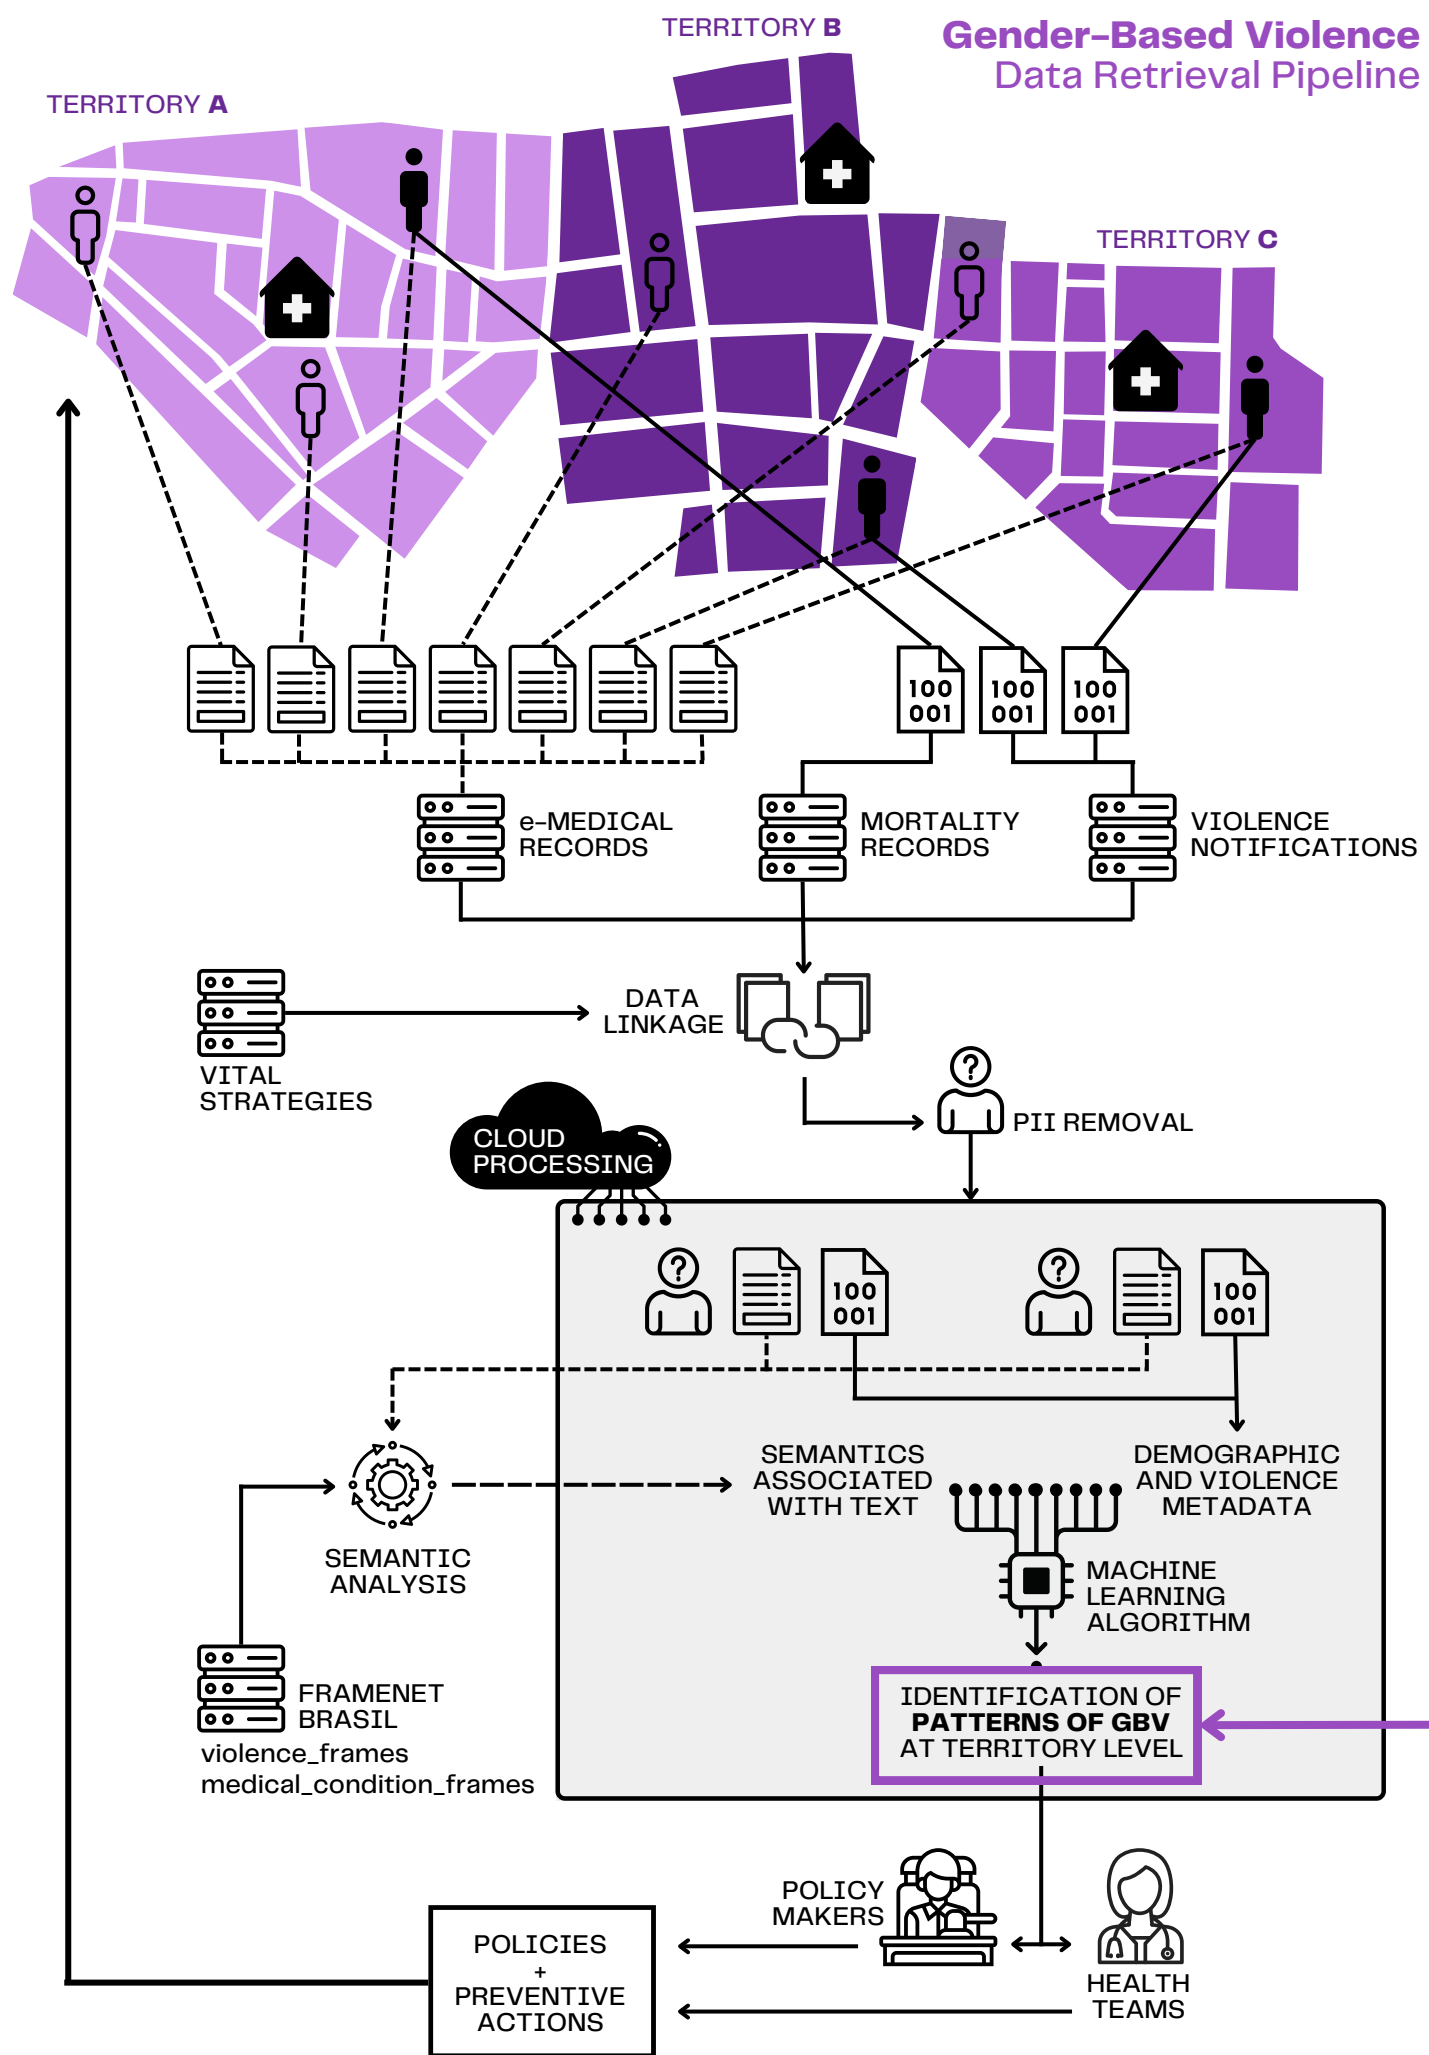 TERRITORY B
Gender-Based Violence
Data Retrieval Pipeline
TERRITORY A
TERRITORY C
100
001
100
001
100
001
e-MEDICAL
RECORDS
MORTALITY
RECORDS
VIOLENCE
NOTIFICATIONS
DATA
LINKAGE
VITAL
STRATEGIES
?
PII REMOVAL
CLOUD
PROCESSING
?
100
001
?
100
001
SEMANTICS
ASSOCIATED
WITH TEXT
DEMOGRAPHIC
AND VIOLENCE
METADATA
SEMANTIC
ANALYSIS
MACHINE
LEARNING
ALGORITHM
FRAMENET
BRASIL
violence_frames
medical_condition_frames
IDENTIFICATION OF
PATTERNS OF GBV
AT TERRITORY LEVEL
POLICY
MAKERS
HEALTH
TEAMS
POLICIES
+
PREVENTIVE
ACTIONS